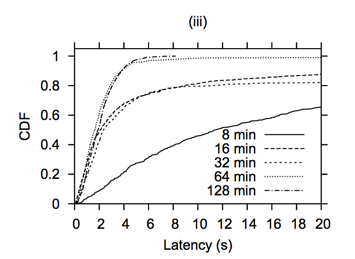 (iii)
1
0.8
0.6
0.4
0.2
0
CDF
8 min
16 min
32 min
64 min
128 min
0 2 4 6 8 10 12 14 16 18 20
Latency (s)